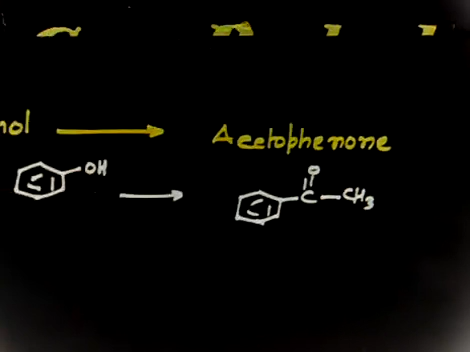 nol → Acetophenone
OH → O
C – CH3